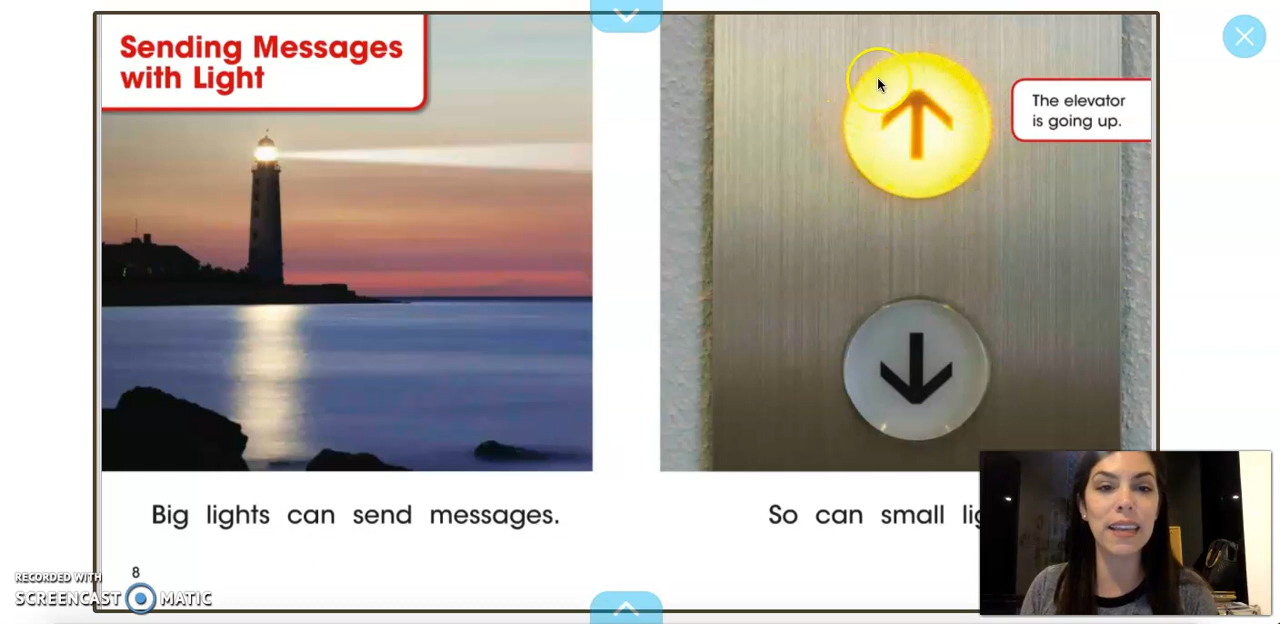 Sending Messages
with Light
The elevator
is going up.
Big lights can send messages.
So can small
8
RECORDED WITH
SCREENCAST MATIC